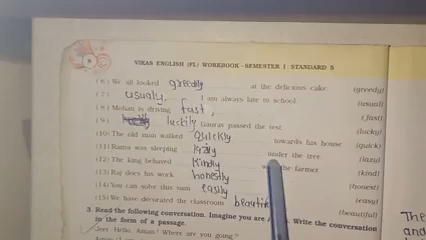 VIKAS ENGLISH (FL) WORKBOOK - SEMESTER I : STANDARD 5
(6) We all looked greedly at the delicious cake. (greedy)
(7) usually, I am always late to school. (usual)
(8) Mohan is driving fast. (fast)
(9) luckily Gaurav passed the test. (lucky)
(10) The old man walked quickly towards his house (quick)
(11) Rama was sleeping lazily under the tree. (lazy)
(12) The king behaved kindly the farmer (kind)
(13) Raj does his work honestly (honest)
(14) You can solve this sum easily (easy)
(15) We have decorated the classroom (beautiful)
3. Read the following conversation. Imagine you are Write the conversation
in the form of a passage.
Jeet: Hello, Aman! Where are you going?
The
and